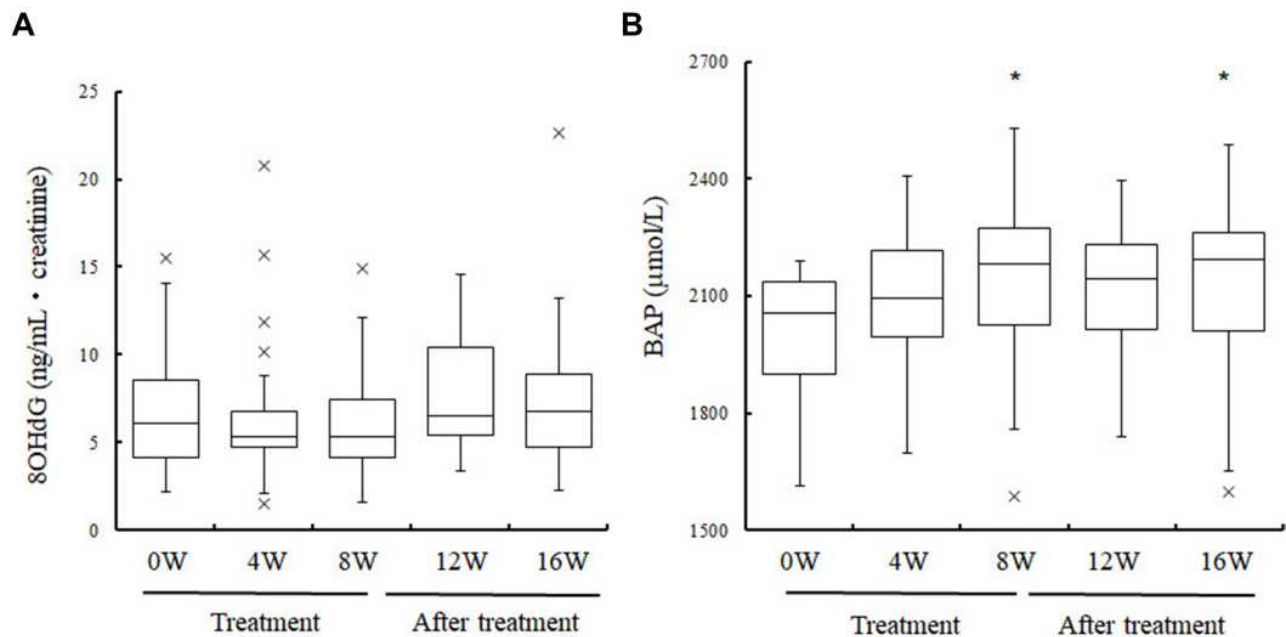 A
B
8OHdG (ng/mL・creatinine)
25
20
15
10
5
0
0W 4W 8W 12W 16W
Treatment After treatment
BAP (μmol/L)
2700
2400
2100
1800
1500
* *
0W 4W 8W 12W 16W
Treatment After treatment